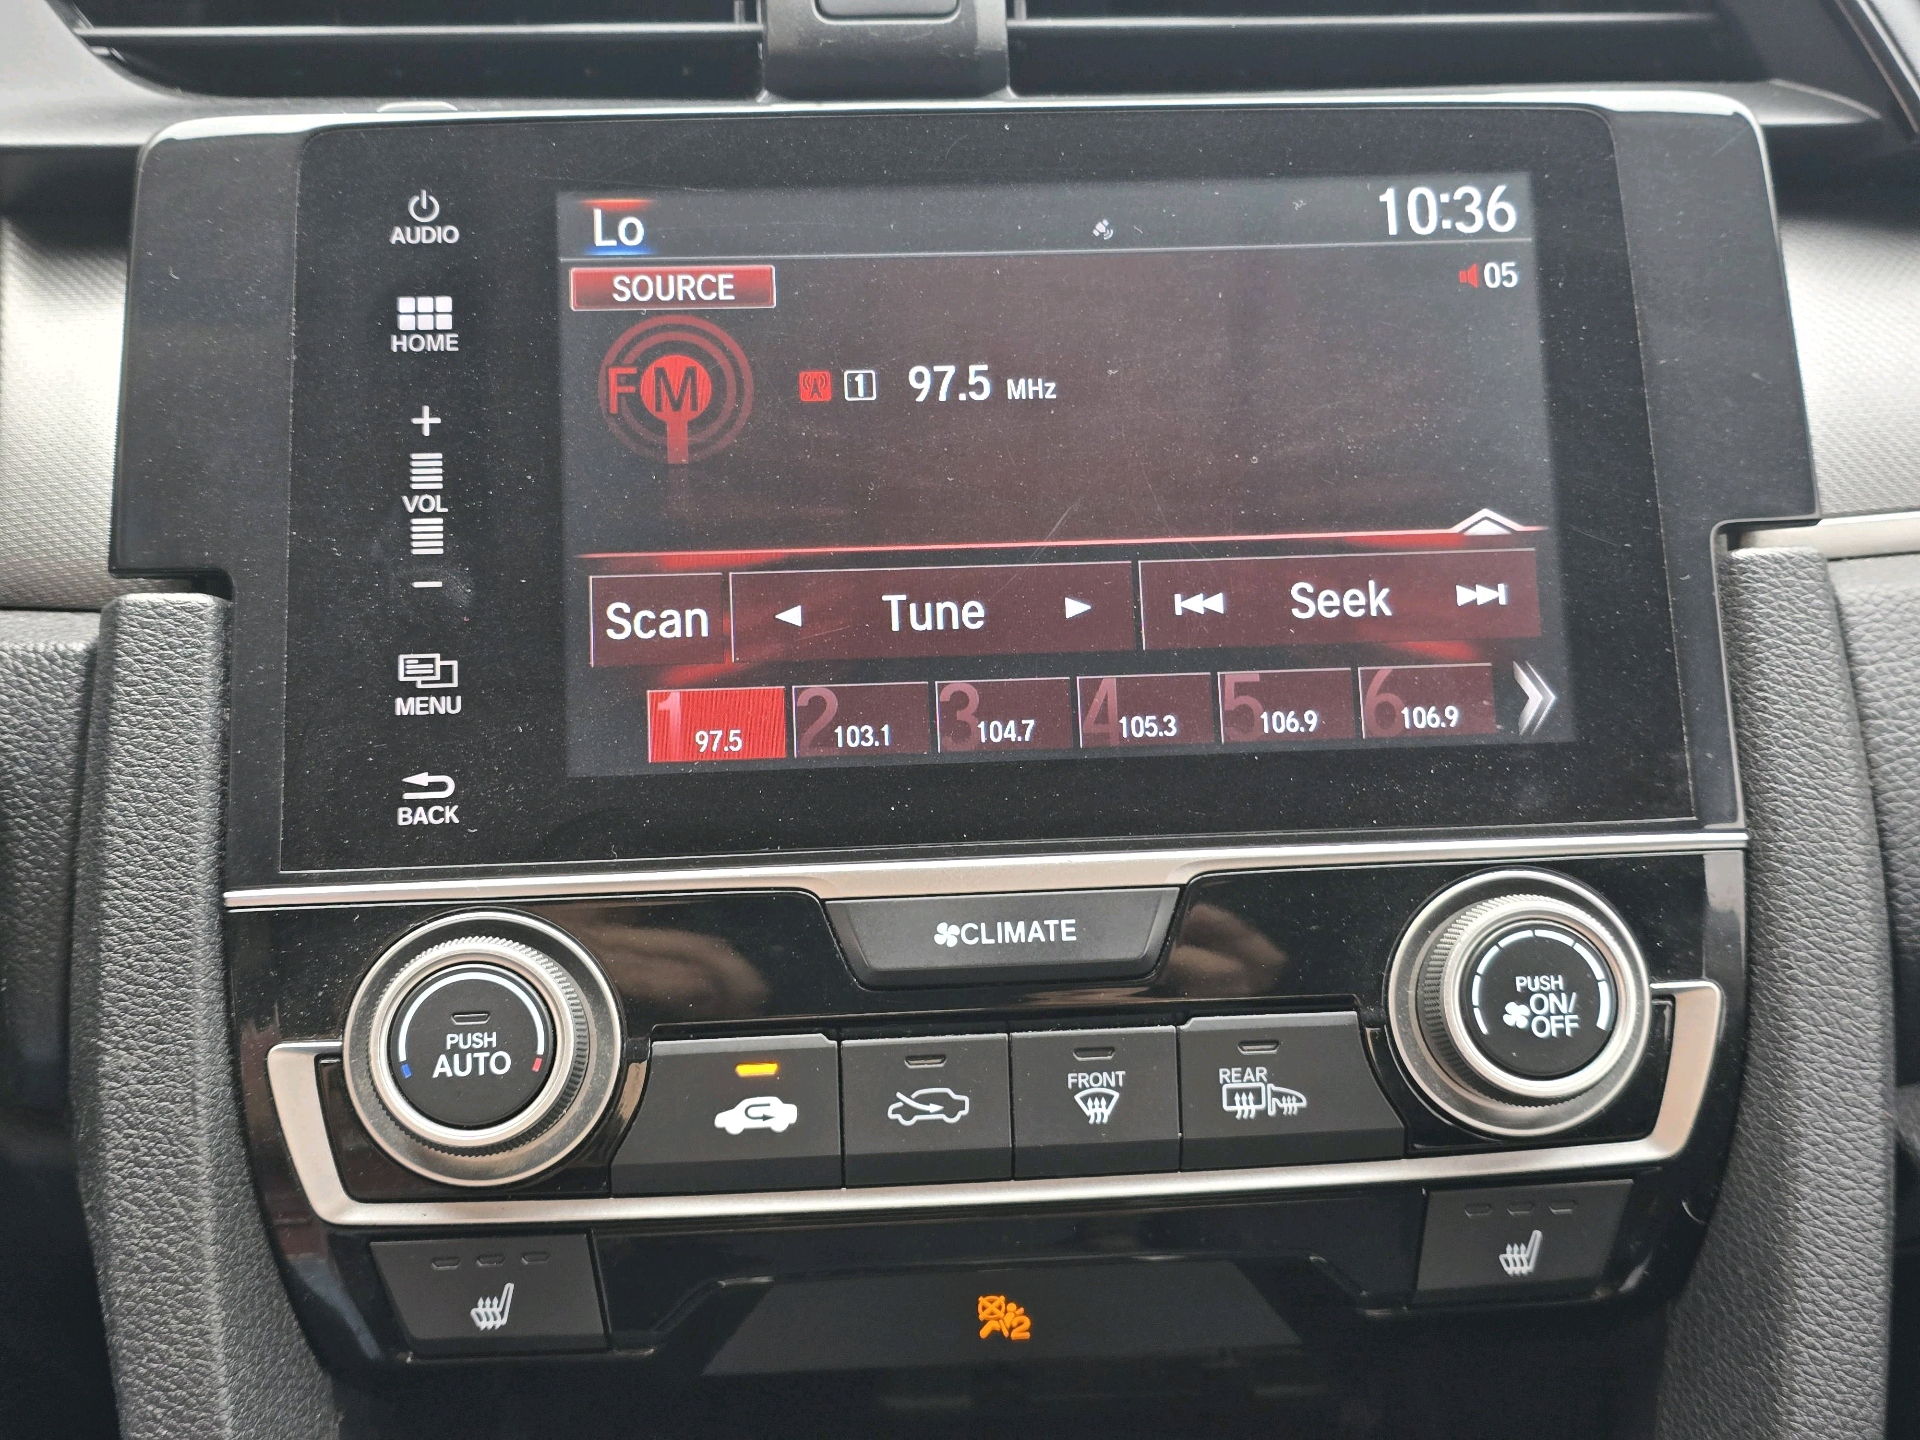 AUDIO
HOME
+
VOL
-
MENU
BACK
Lo
10:36
SOURCE
05
FM
1 97.5 MHz
Scan
Tune
Seek
1 97.5
2 103.1
3 104.7
4 105.3
5 106.9
6 106.9
CLIMATE
PUSH
AUTO
FRONT
REAR
PUSH
ON/
OFF
2